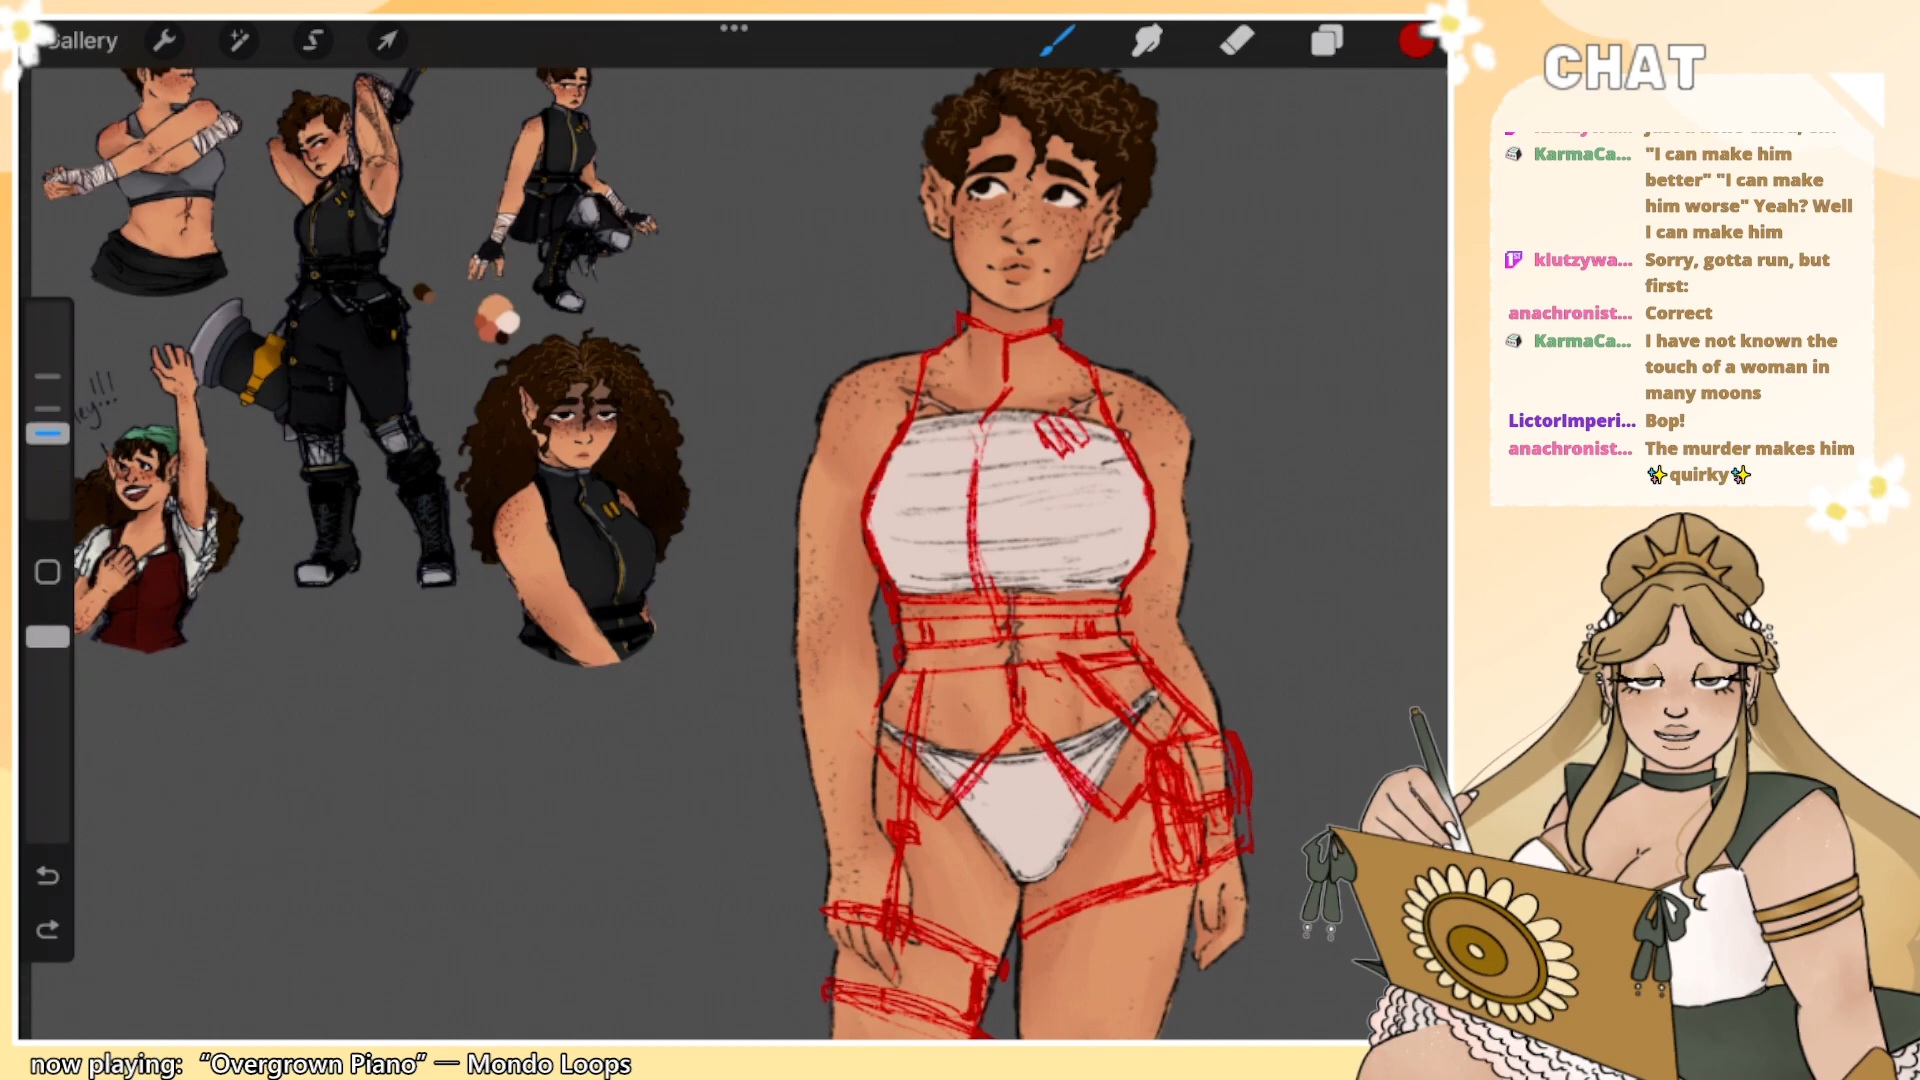 Gallery
CHAT
KarmaCa... "I can make him
better" "I can make
him worse" Yeah? Well
I can make him
klutzywa... Sorry, gotta run, but
first:
anachronist... Correct
KarmaCa... I have not known the
touch of a woman in
many moons
LictorImperi... Bop!
anachronist... The murder makes him
✨quirky✨
now playing: “Overgrown Piano” — Mondo Loops